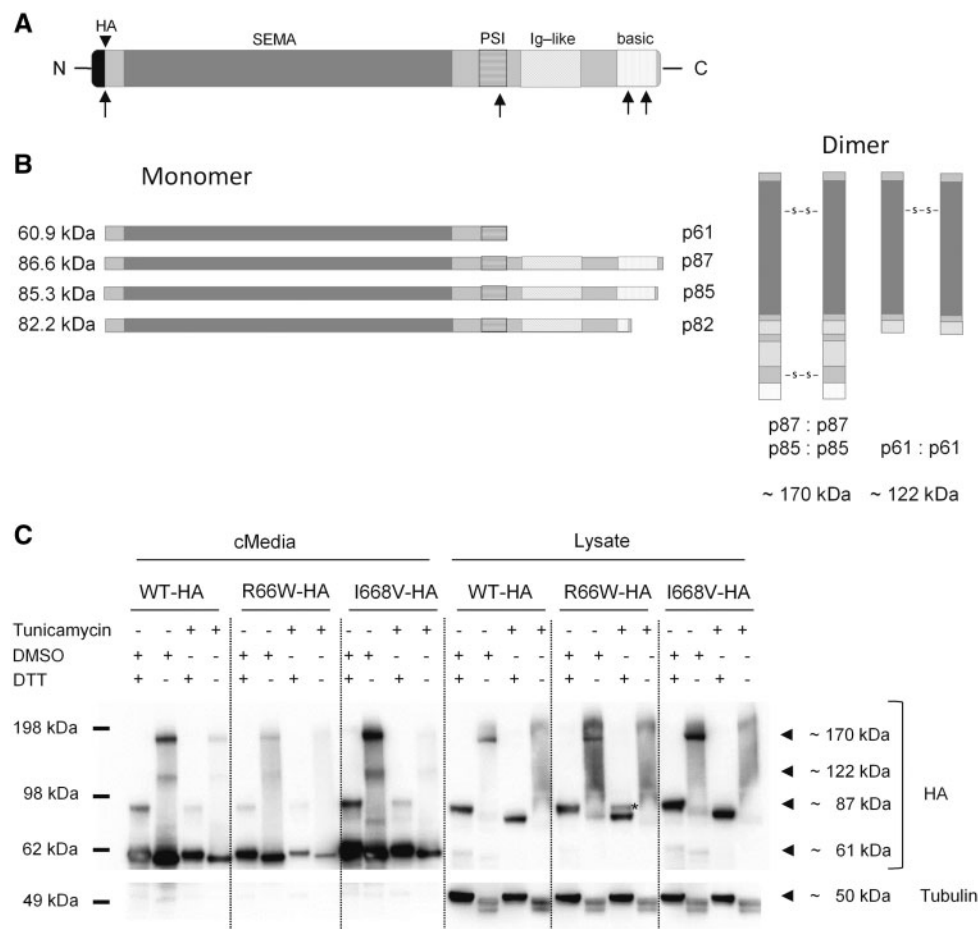 A
HA
SEMA
PSI
Ig–like
basic
N
C
B
Monomer
Dimer
60.9 kDa
p61
86.6 kDa
p87
85.3 kDa
p85
82.2 kDa
p82
-s-s-
-s-s-
-s-s-
p87 : p87
p85 : p85
p61 : p61
~ 170 kDa
~ 122 kDa
C
cMedia
Lysate
WT-HA
R66W-HA
I668V-HA
WT-HA
R66W-HA
I668V-HA
Tunicamycin - - + + - - + + - - + + - - + + - - + + - - + +
DMSO + + - - + + - - + + - - + + - - + + - - + + - -
DTT + - + - + - + - + - + - + - + - + - + - + - + -
198 kDa
98 kDa
62 kDa
49 kDa
*
~ 170 kDa
~ 122 kDa
~ 87 kDa
~ 61 kDa
~ 50 kDa
HA
Tubulin